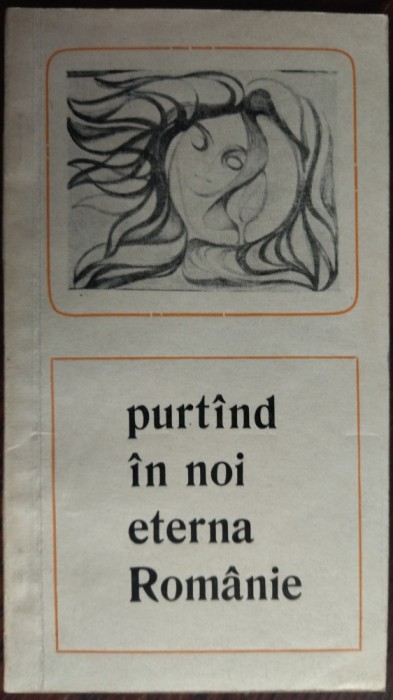 purtînd
în noi
eterna
Românie